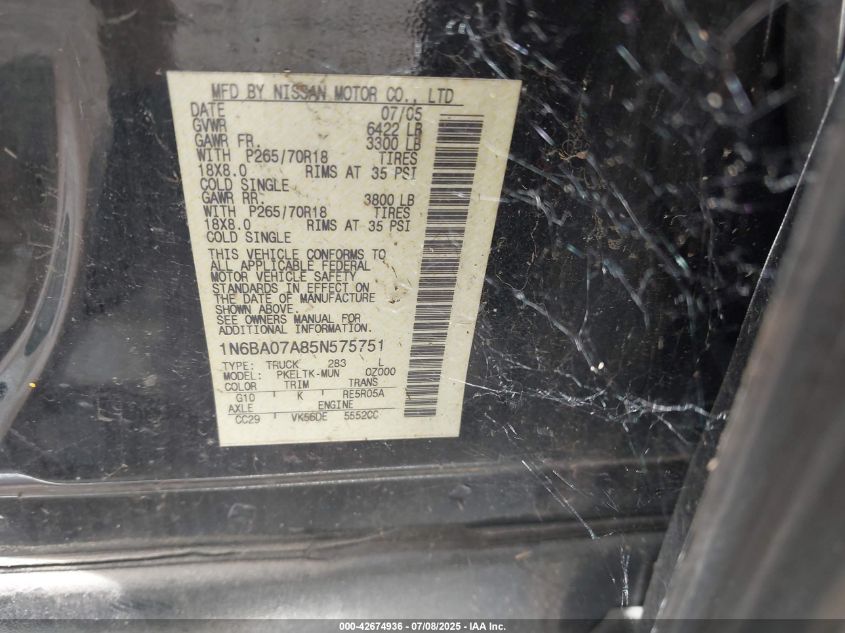 MFD BY NISSAN MOTOR CO., LTD
DATE 07/05
GVWR 6422 LB
GAWR FR. 3300 LB
WITH P265/70R18 TIRES
18X8.0 RIMS AT 35 PSI
COLD SINGLE
GAWR RR. 3800 LB
WITH P265/70R18 TIRES
18X8.0 RIMS AT 35 PSI
COLD SINGLE
THIS VEHICLE CONFORMS TO
ALL APPLICABLE FEDERAL
MOTOR VEHICLE SAFETY
STANDARDS IN EFFECT ON
THE DATE OF MANUFACTURE
SHOWN ABOVE.
SEE OWNERS MANUAL FOR
ADDITIONAL INFORMATION.
1N6BA07A85N575751
TYPE: TRUCK 283 L
MODEL: PKELTK-MUN 0Z000
COLOR TRIM TRANS
G10 K RE5R05A
AXLE ENGINE
CC29 VK56DE 5552CC
000-42674936 - 07/08/2025 - IAA Inc.